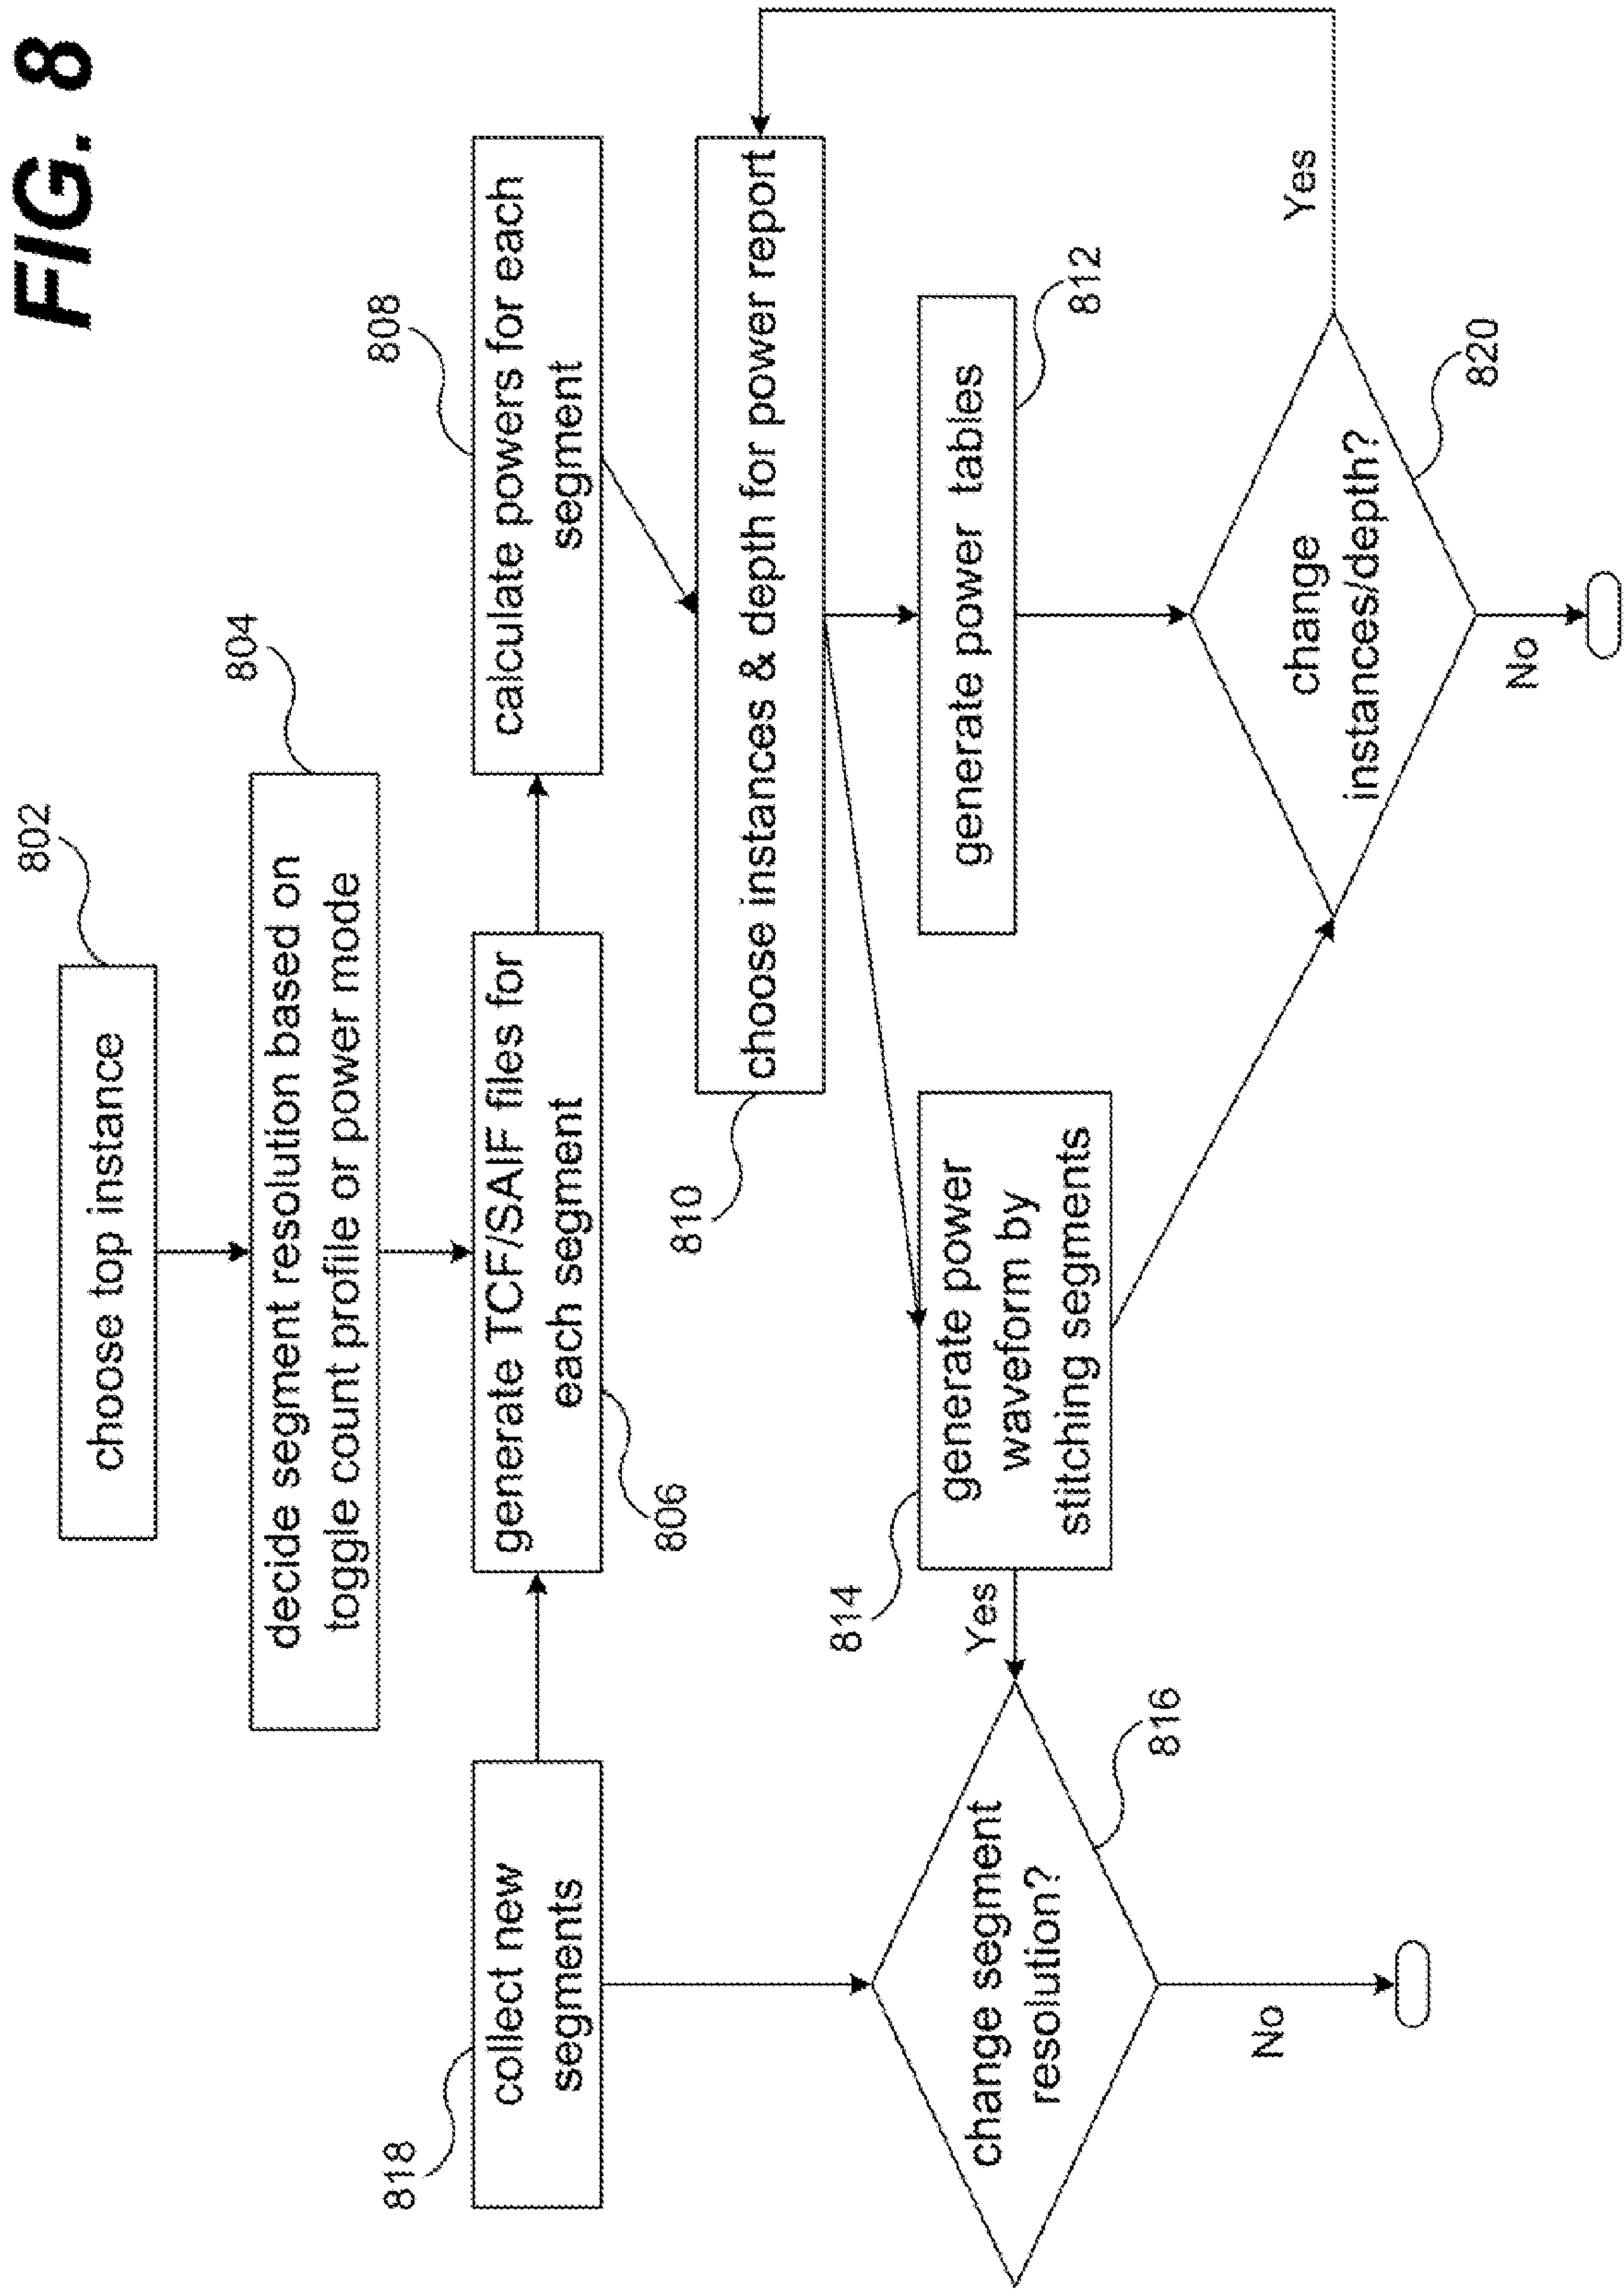 FIG. 8
802
choose top instance
804
decide segment resolution based on
toggle count profile or power mode
818
collect new
segments
806
generate TCF/SAIF files for
each segment
808
calculate powers for each
segment
810
choose instances & depth for power report
814
generate power
waveform by
stitching segments
812
generate power tables
Yes
816
change segment
resolution?
No
820
change
instances/depth?
Yes
No